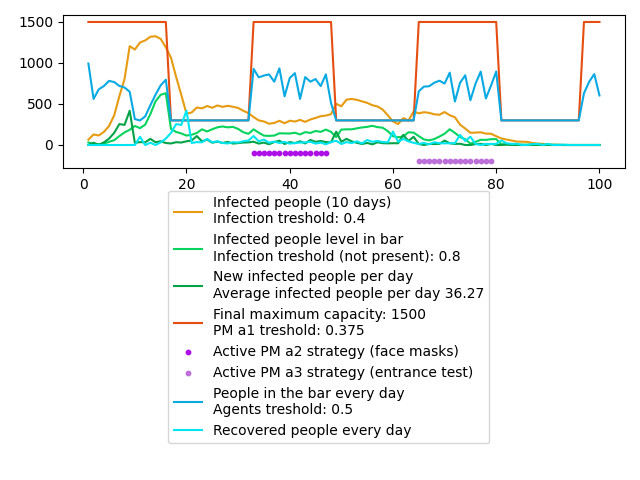 1500
1000
500
0
0
20
40
60
80
100
Infected people (10 days)
Infection treshold: 0.4
Infected people level in bar
Infection treshold (not present): 0.8
New infected people per day
Average infected people per day 36.27
Final maximum capacity: 1500
PM a1 treshold: 0.375
Active PM a2 strategy (face masks)
Active PM a3 strategy (entrance test)
People in the bar every day
Agents treshold: 0.5
Recovered people every day